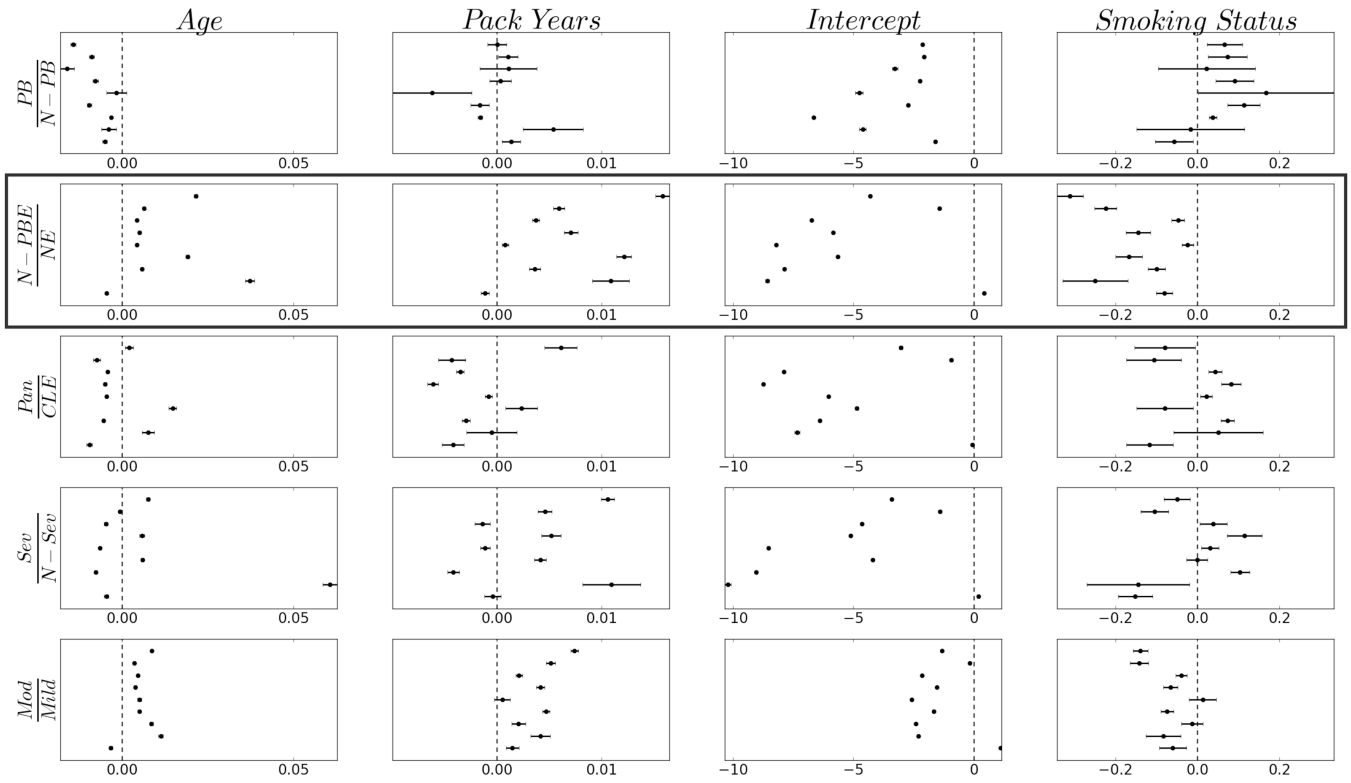 Age Pack Years Intercept Smoking Status
PB
N − PB
0.00 0.05 0.00 0.01 −10 −5 0 −0.2 0.0 0.2
N − PBE
NE
0.00 0.05 0.00 0.01 −10 −5 0 −0.2 0.0 0.2
Pan
CLE
0.00 0.05 0.00 0.01 −10 −5 0 −0.2 0.0 0.2
Sev
N − Sev
0.00 0.05 0.00 0.01 −10 −5 0 −0.2 0.0 0.2
Mod
Mild
0.00 0.05 0.00 0.01 −10 −5 0 −0.2 0.0 0.2